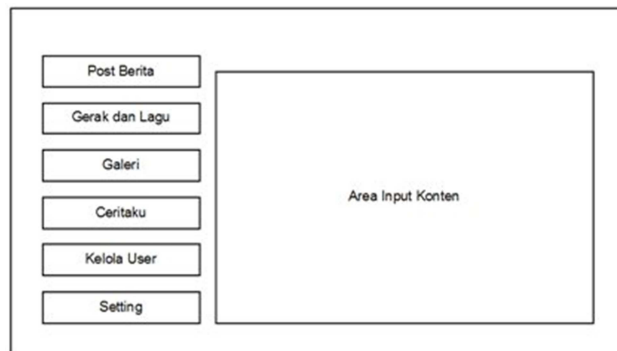 Post Berita
Gerak dan Lagu
Galeri
Ceritaku
Kelola User
Setting
Area Input Konten